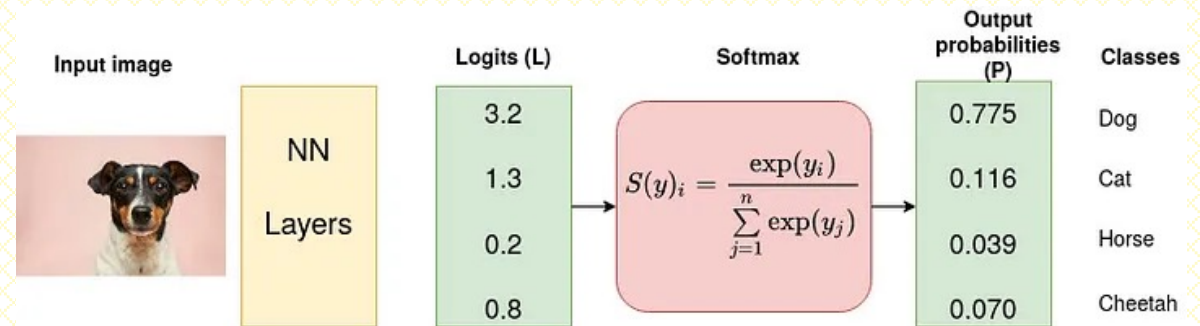 Input image
NN
Layers
Logits (L)
3.2
1.3
0.2
0.8
Softmax
S(y)_i = exp(y_i) / ∑_{j=1}^{n} exp(y_j)
Output
probabilities
(P)
0.775
0.116
0.039
0.070
Classes
Dog
Cat
Horse
Cheetah